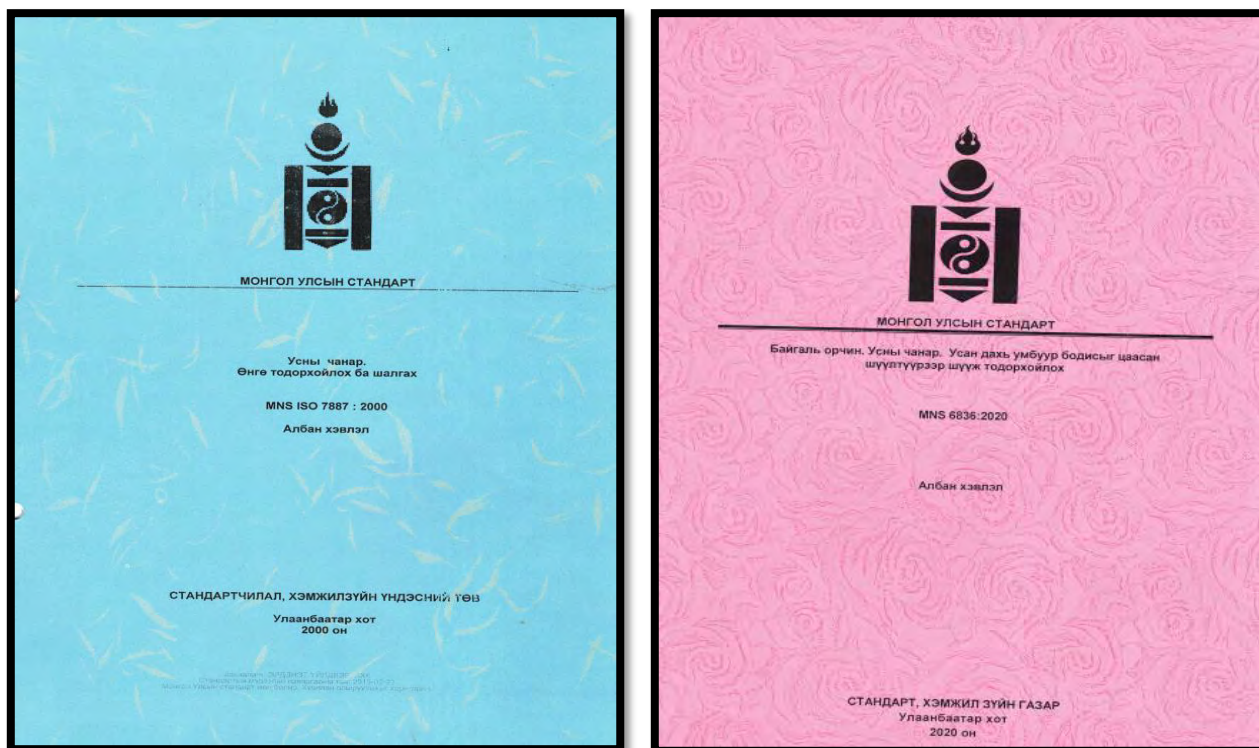 МОНГОЛ УЛСЫН СТАНДАРТ
Усны чанар.
Өнгө тодорхойлох ба шалгах
MNS ISO 7887 : 2000
Албан хэвлэл
СТАНДАРТЧИЛАЛ, ХЭМЖИЛЗҮЙН ҮНДЭСНИЙ ТӨВ
Улаанбаатар хот
2000 он
МОНГОЛ УЛСЫН СТАНДАРТ
Байгаль орчин. Усны чанар. Усан дахь умбуур бодисыг цаасан
шүүлтүүрээр шүүж тодорхойлох
MNS 6836:2020
Албан хэвлэл
СТАНДАРТ, ХЭМЖИЛ ЗҮЙН ГАЗАР
Улаанбаатар хот
2020 он